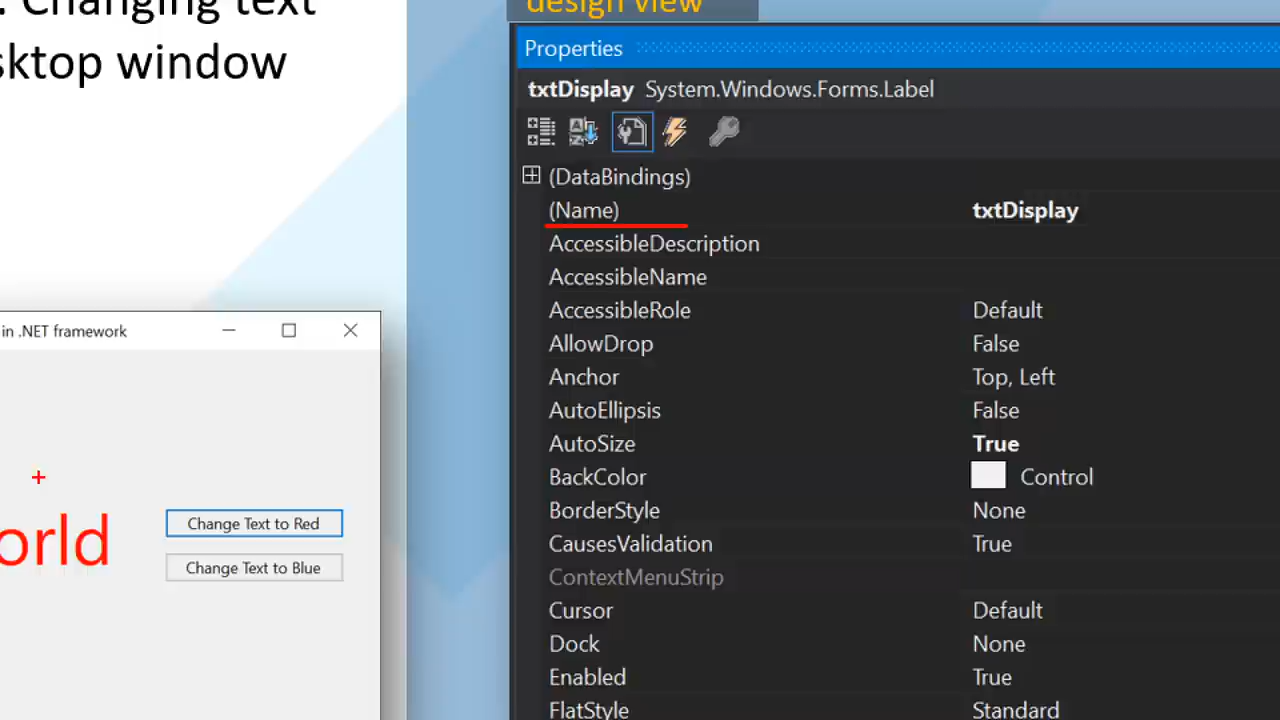 : Changing text
sktop window
in .NET framework
orld
Change Text to Red
Change Text to Blue
design view
Properties
txtDisplay System.Windows.Forms.Label
(DataBindings)
(Name) txtDisplay
AccessibleDescription
AccessibleName
AccessibleRole Default
AllowDrop False
Anchor Top, Left
AutoEllipsis False
AutoSize True
BackColor Control
BorderStyle None
CausesValidation True
ContextMenuStrip
Cursor Default
Dock None
Enabled True
FlatStyle Standard